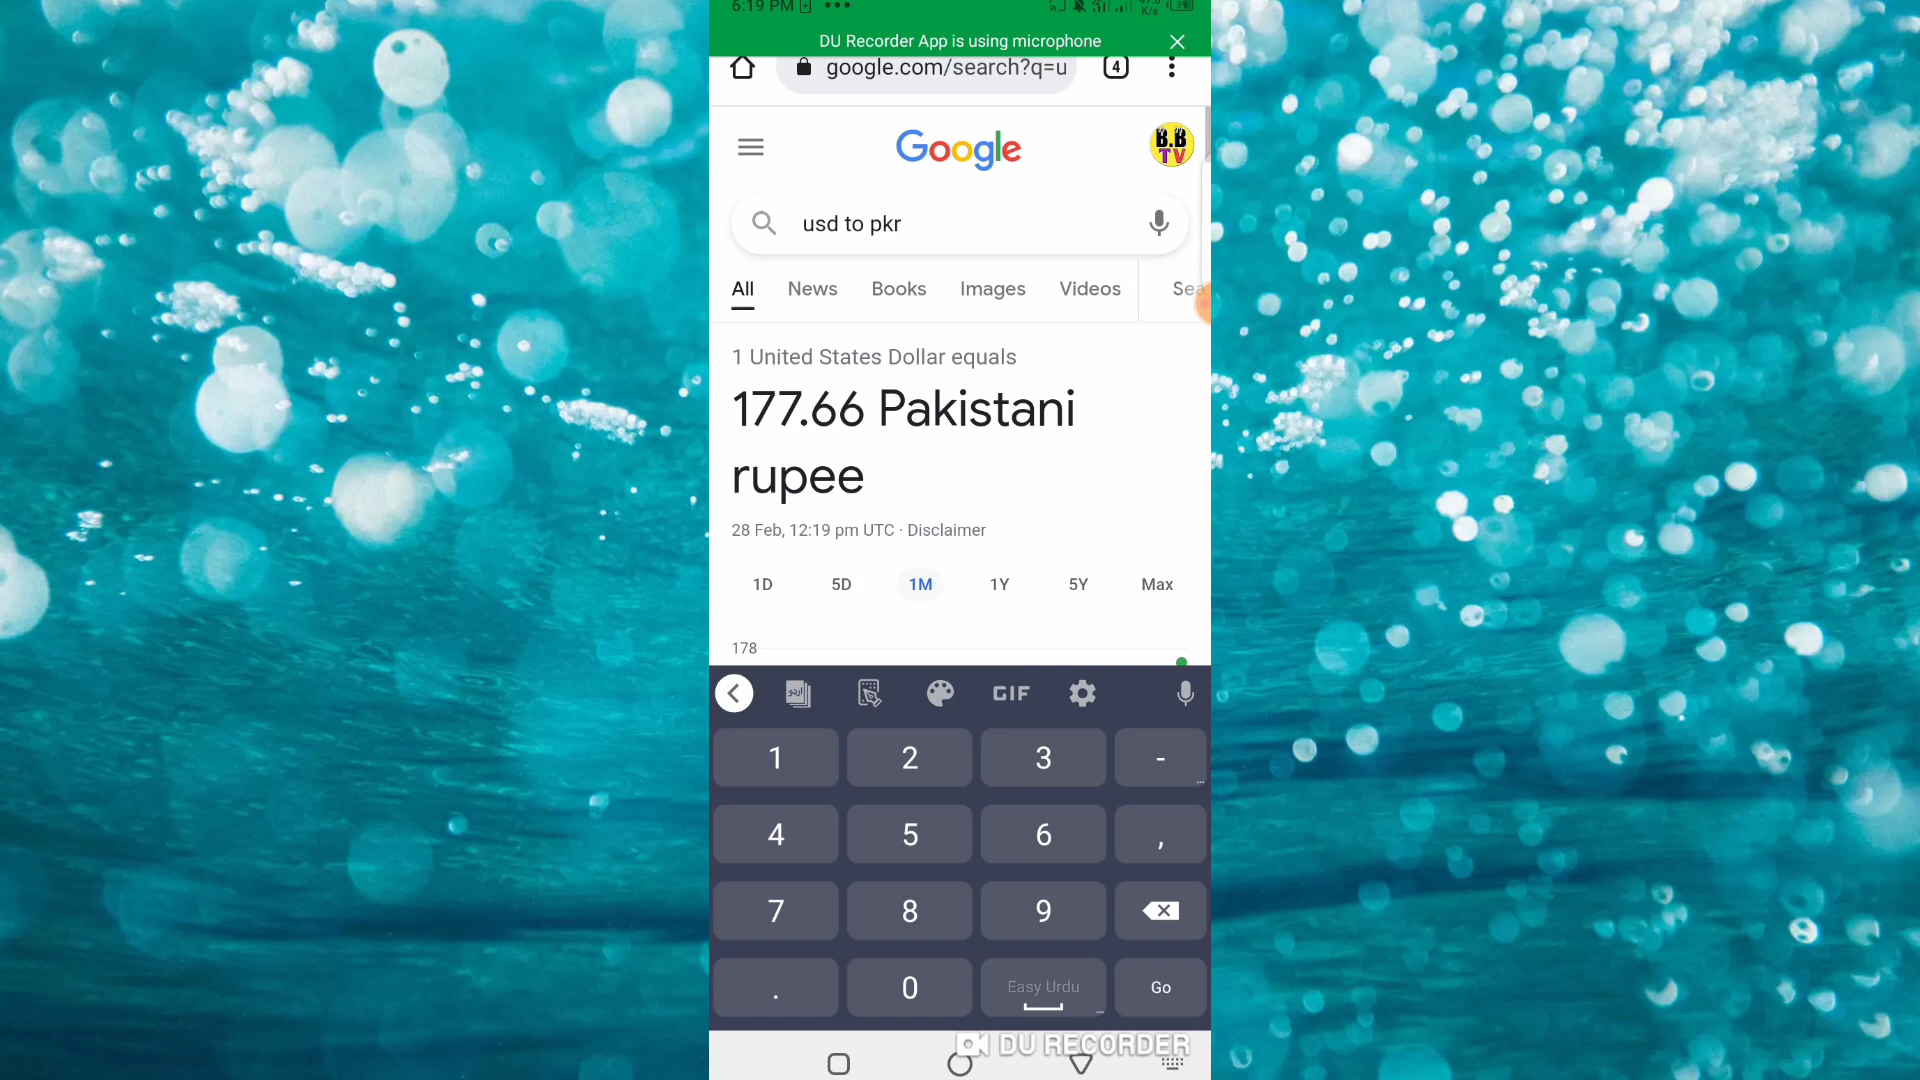 6:19 PM
K/s 39
DU Recorder App is using microphone
google.com/search?q=u
4
Google
B.B
TV
usd to pkr
All News Books Images Videos Sea
1 United States Dollar equals
177.66 Pakistani
rupee
28 Feb, 12:19 pm UTC · Disclaimer
1D 5D 1M 1Y 5Y Max
178
اردو GIF
1 2 3 -
4 5 6 ,
7 8 9
. 0 Easy Urdu Go
DU RECORDER